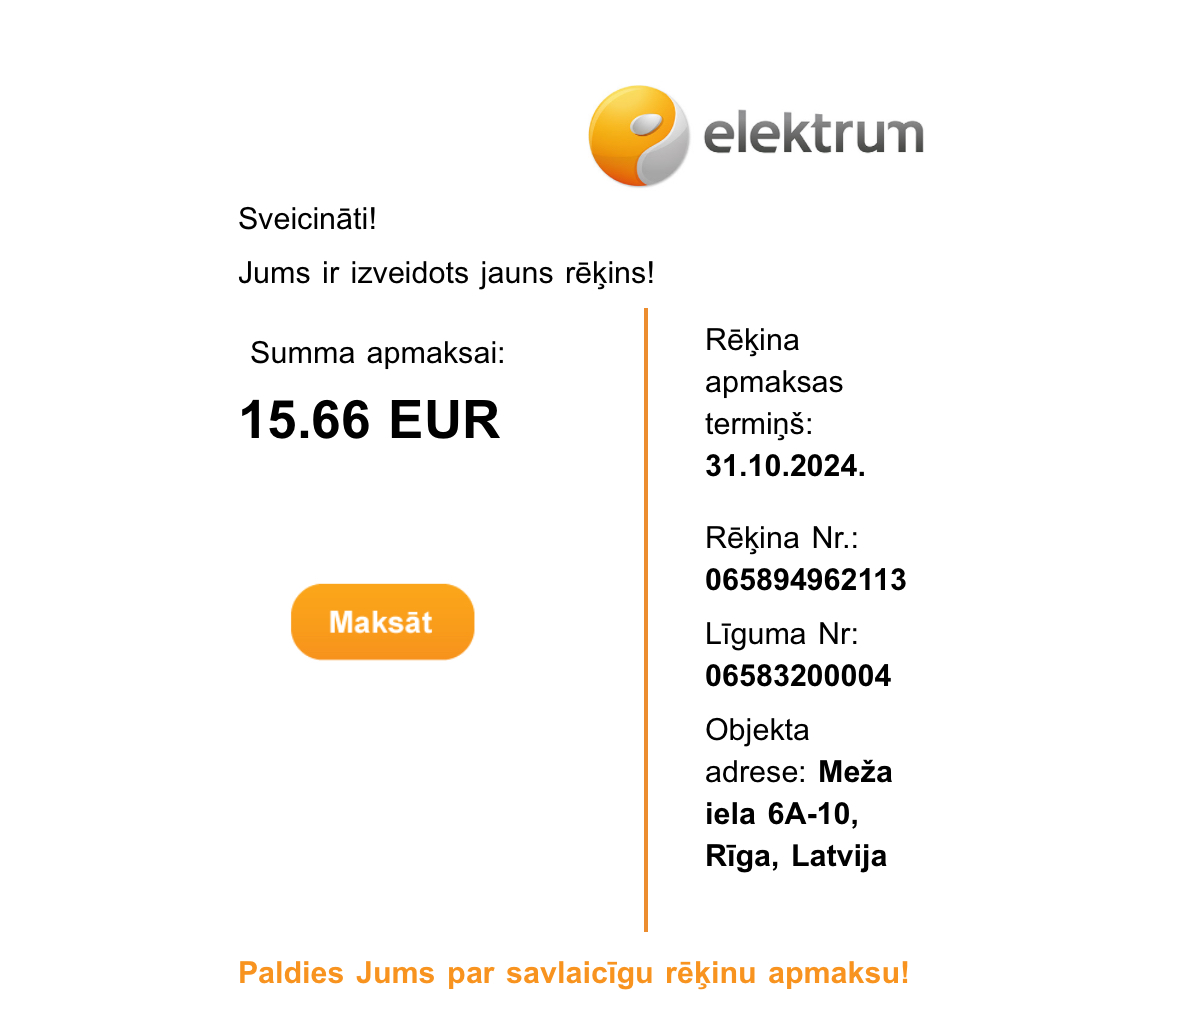 elektrum
Sveicināti!
Jums ir izveidots jauns rēķins!
Summa apmaksai:
15.66 EUR
Maksāt
Rēķina
apmaksas
termiņš:
31.10.2024.
Rēķina Nr.:
065894962113
Līguma Nr:
06583200004
Objekta
adrese: Meža
iela 6A-10,
Rīga, Latvija
Paldies Jums par savlaicīgu rēķinu apmaksu!